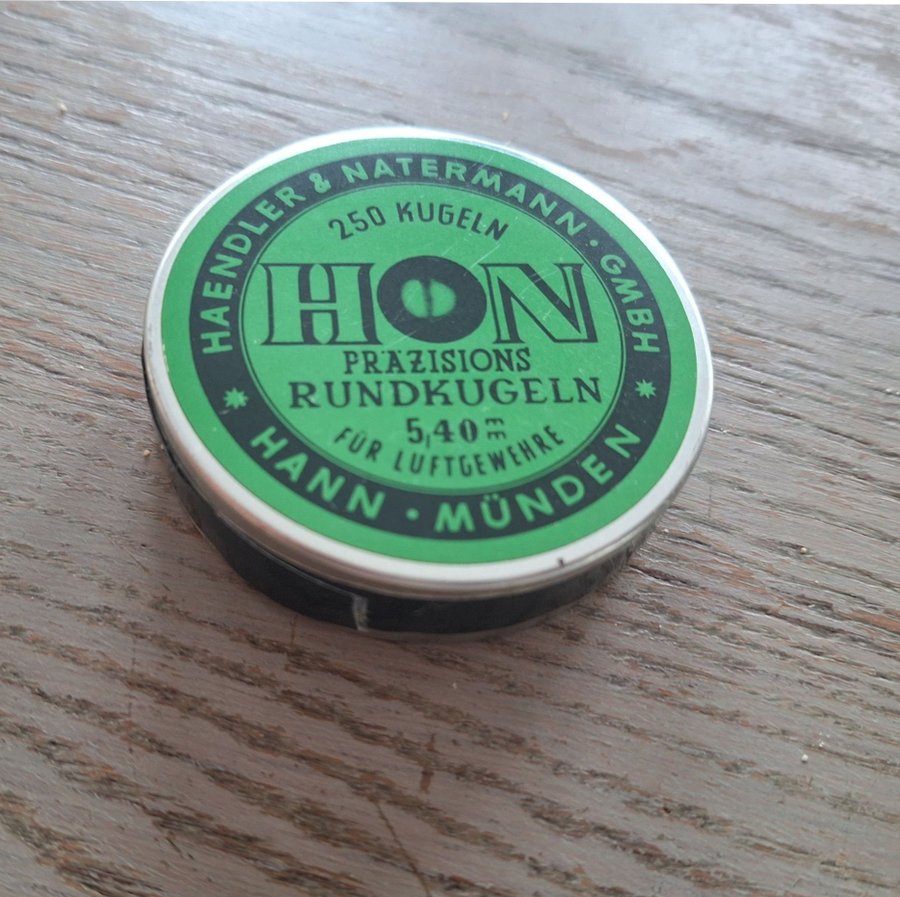 HAENDLER & NATERMANN · GMBH
250 KUGELN
HN
PRÄZISIONS
RUNDKUGELN
5,40 mm
FÜR LUFTGEWEHRE
HANN · MÜNDEN